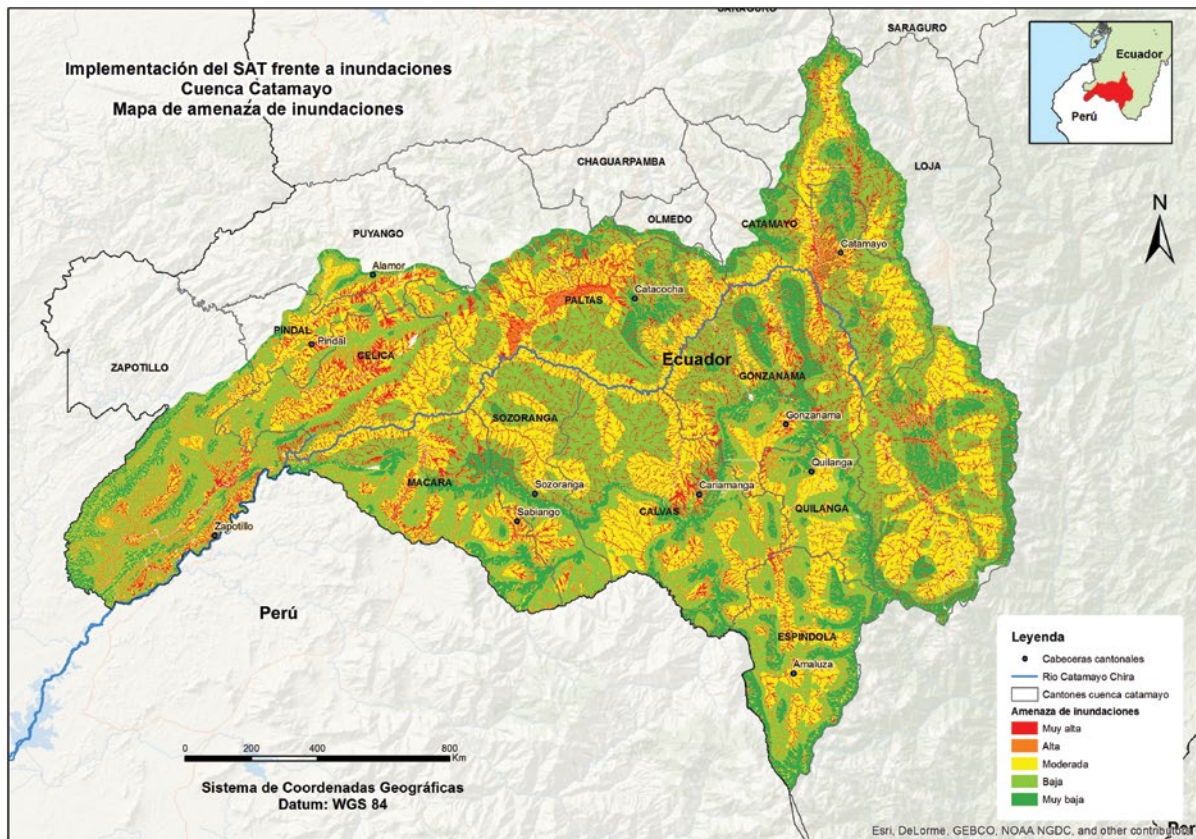 SARAGURO
SARAGURO
Implementación del SAT frente a inundaciones
Cuenca Catamayo
Mapa de amenaza de inundaciones
Ecuador
Perú
CHAGUARPAMBA
LOJA
OLMEDO
CATAMAYO
N
PUYANGO
Catamayo
Alamor
PALTAS
Catacocha
PINDAL
Pindal
CELICA
Ecuador
ZAPOTILLO
GONZANAMA
SOZORANGA
Gonzanama
Quilanga
MACARA
Sozoranga
Cariamanga
CALVAS
QUILANGA
Sabiango
Zapotillo
Perú
ESPINDOLA
Amaluza
Leyenda
Cabeceras cantonales
Rio Catamayo Chira
Cantones cuenca catamayo
Amenaza de inundaciones
Muy alta
Alta
Moderada
Baja
Muy baja
0 200 400 800
Km
Sistema de Coordenadas Geográficas
Datum: WGS 84
Esri, DeLorme, GEBCO, NOAA NGDC, and other